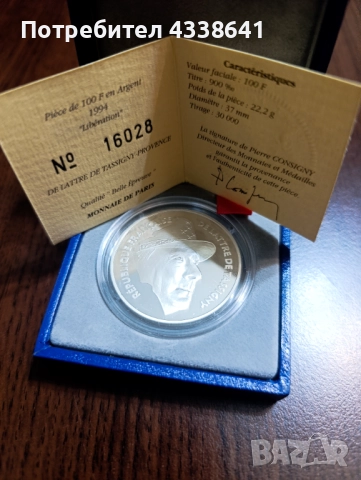 Потребител 4338641
Pièce de 100 F en Argent
1994
"Libération"
No 16028
DE LATTRE DE TASSIGNY PROVENCE
Qualité : Belle Epreuve
MONNAIE DE PARIS
Caractéristiques
Valeur faciale : 100 F
Titre : 900 ‰
Poids de la pièce : 22,2 g
Diamètre : 37 mm
Tirage : 30 000
La signature de Pierre CONSIGNY
Directeur des Monnaies et Médailles
garantit la provenance
et l'authenticité de cette pièce.
RÉPUBLIQUE FRANÇAISE
DE LATTRE DE TASSIGNY
BAZAR